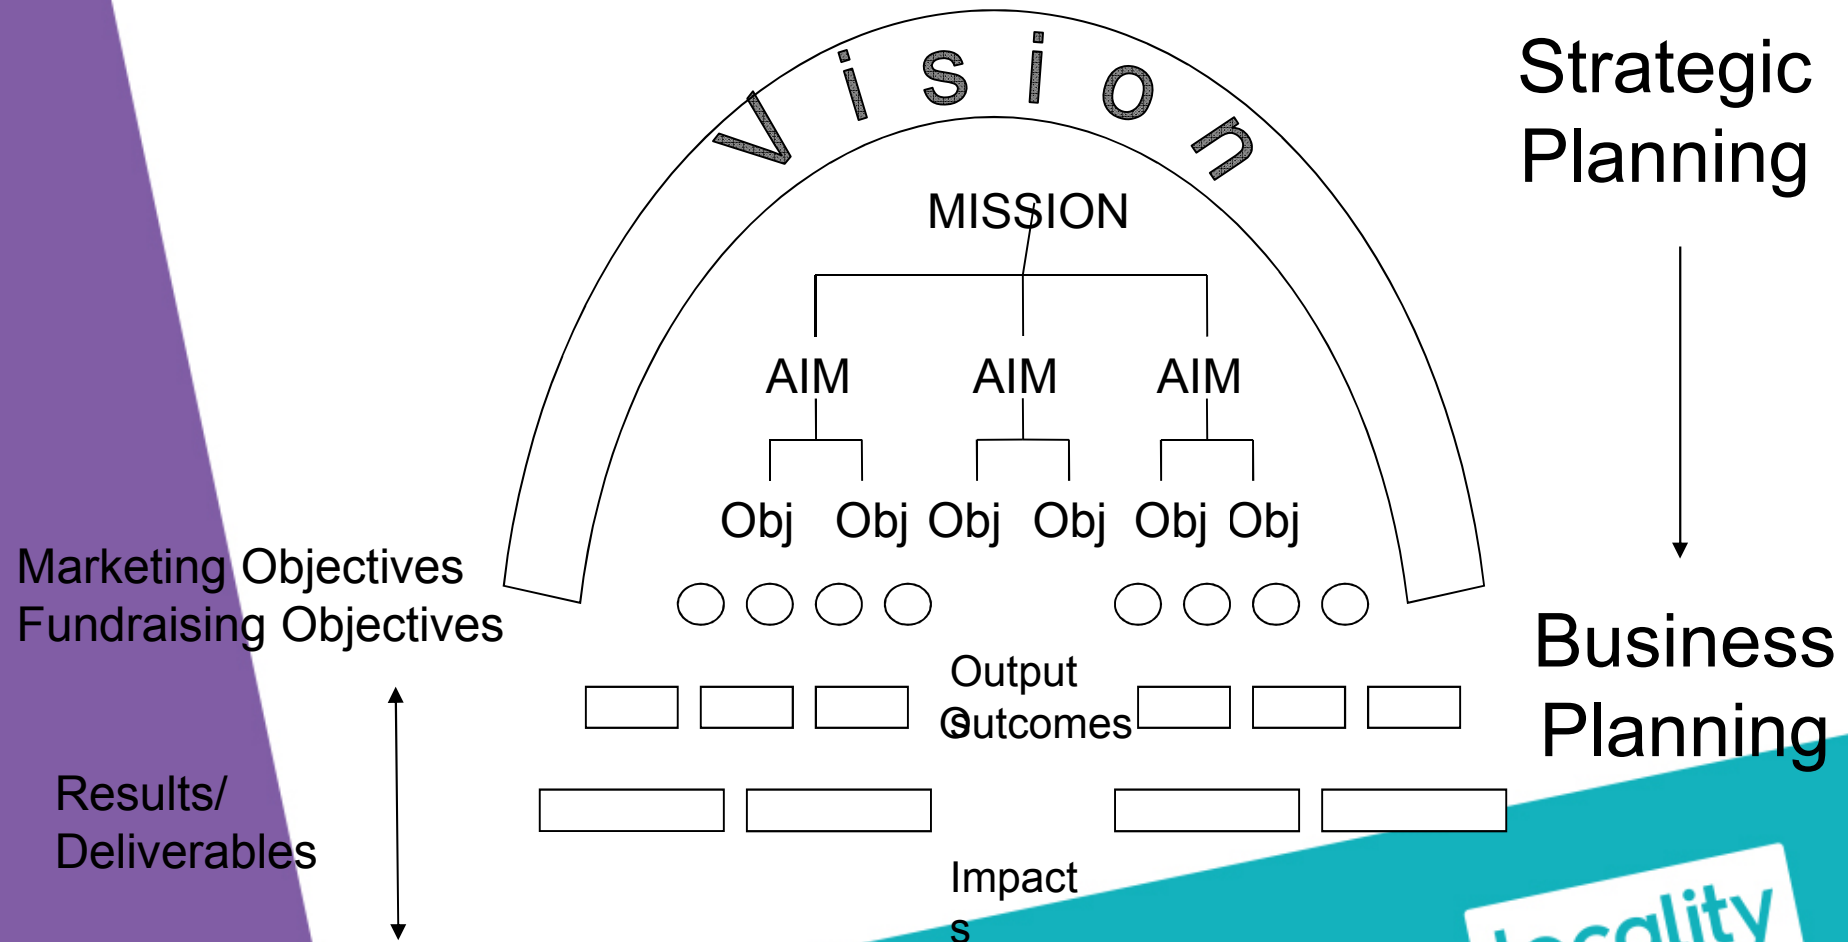 Vision
Strategic
Planning
MISSION
AIM AIM AIM
Obj Obj Obj Obj Obj Obj
Marketing Objectives
Fundraising Objectives
Business
Planning
Outputs
Outcomes
Results/
Deliverables
Impact
s
locality